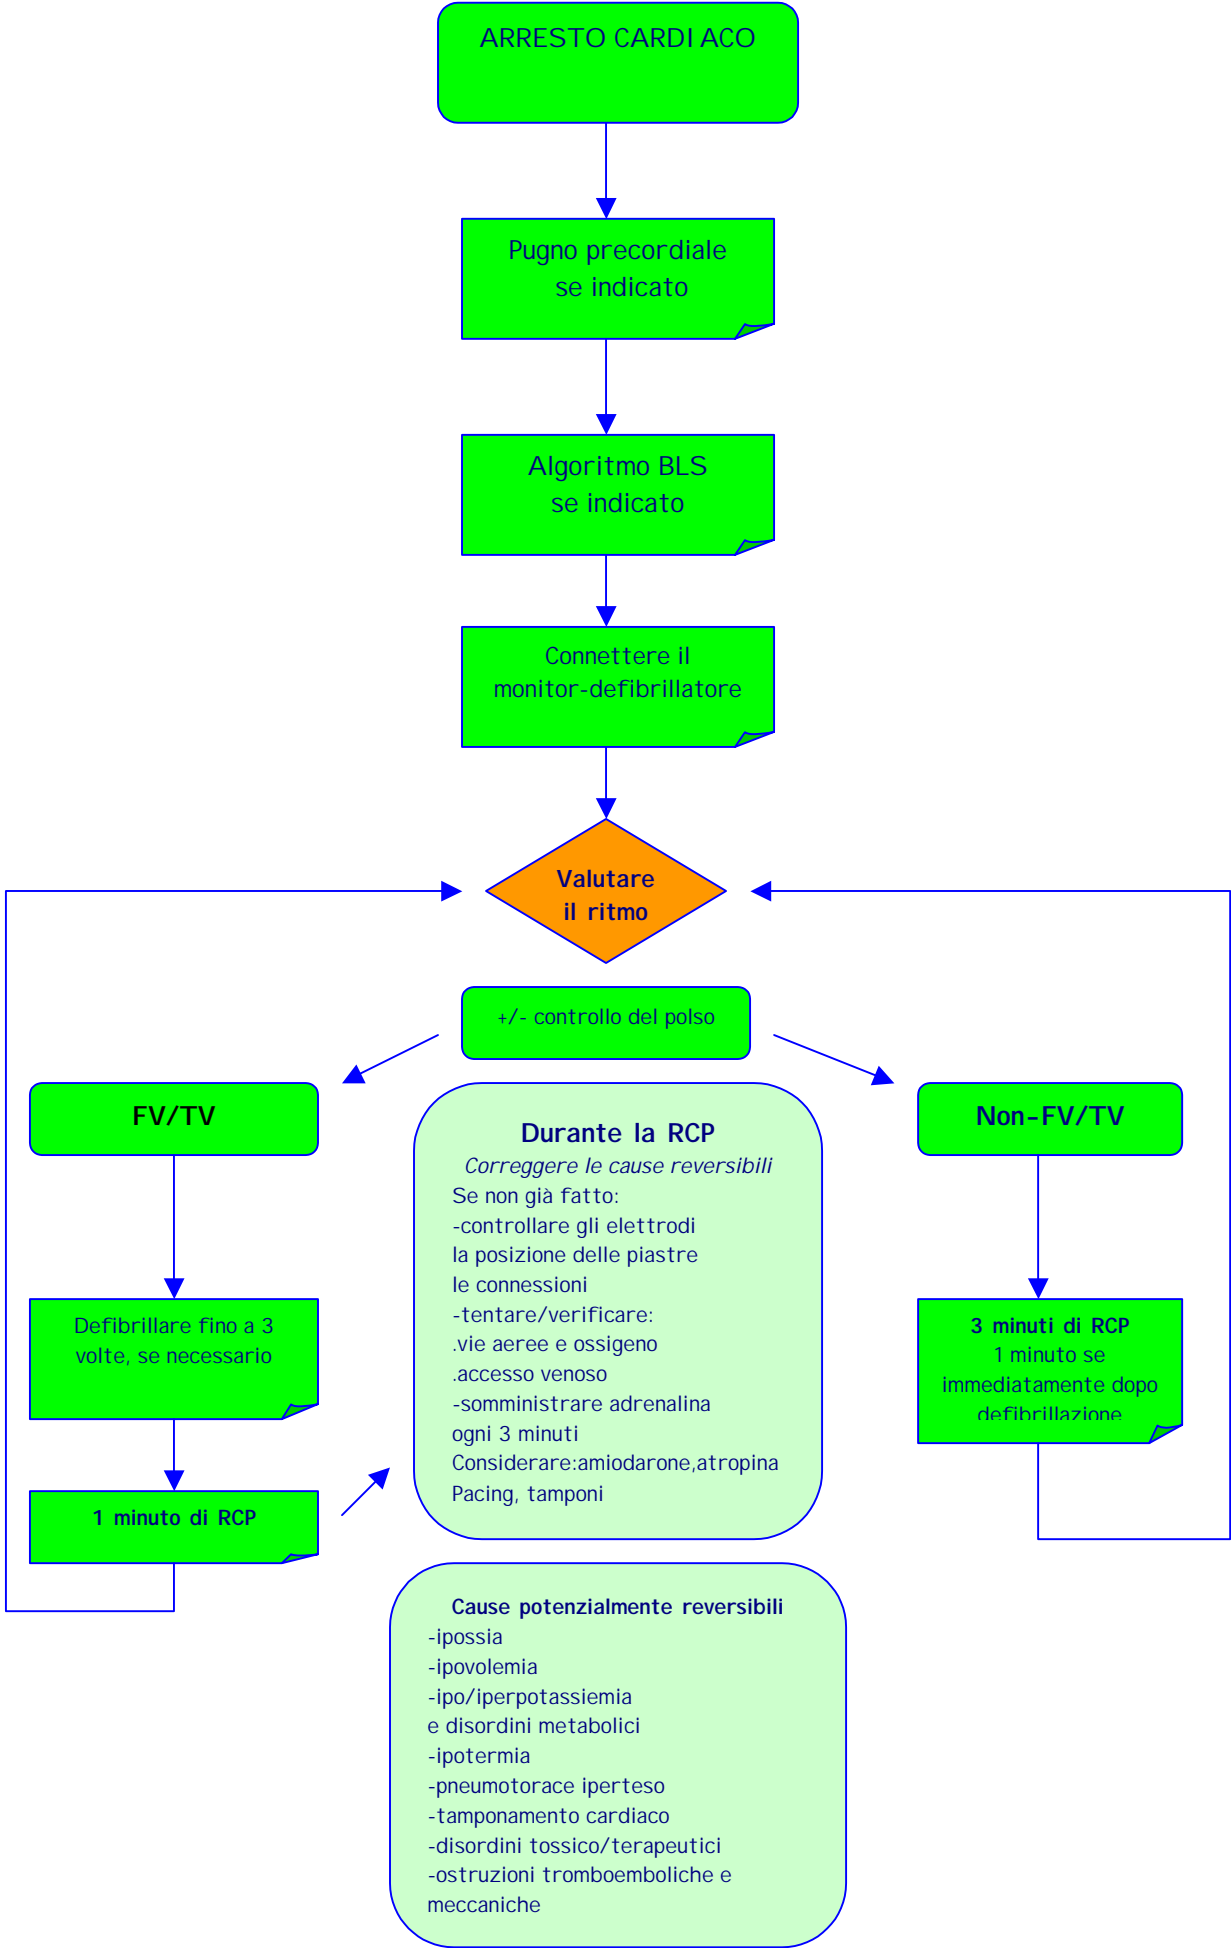 ARRESTO CARDIACO
Pugno precordiale
se indicato
Algoritmo BLS
se indicato
Connettere il
monitor-defibrillatore
Valutare
il ritmo
+/- controllo del polso
FV/TV
Non-FV/TV
Durante la RCP
Correggere le cause reversibili
Se non già fatto:
-controllare gli elettrodi
la posizione delle piastre
le connessioni
-tentare/verificare:
.vie aeree e ossigeno
.accesso venoso
-somministrare adrenalina
ogni 3 minuti
Considerare:amiodarone,atropina
Pacing, tamponi
Defibrillare fino a 3
volte, se necessario
3 minuti di RCP
1 minuto se
immediatamente dopo
defibrillazione
1 minuto di RCP
Cause potenzialmente reversibili
-ipossia
-ipovolemia
-ipo/iperpotassiemia
e disordini metabolici
-ipotermia
-pneumotorace iperteso
-tamponamento cardiaco
-disordini tossico/terapeutici
-ostruzioni tromboemboliche e
meccaniche